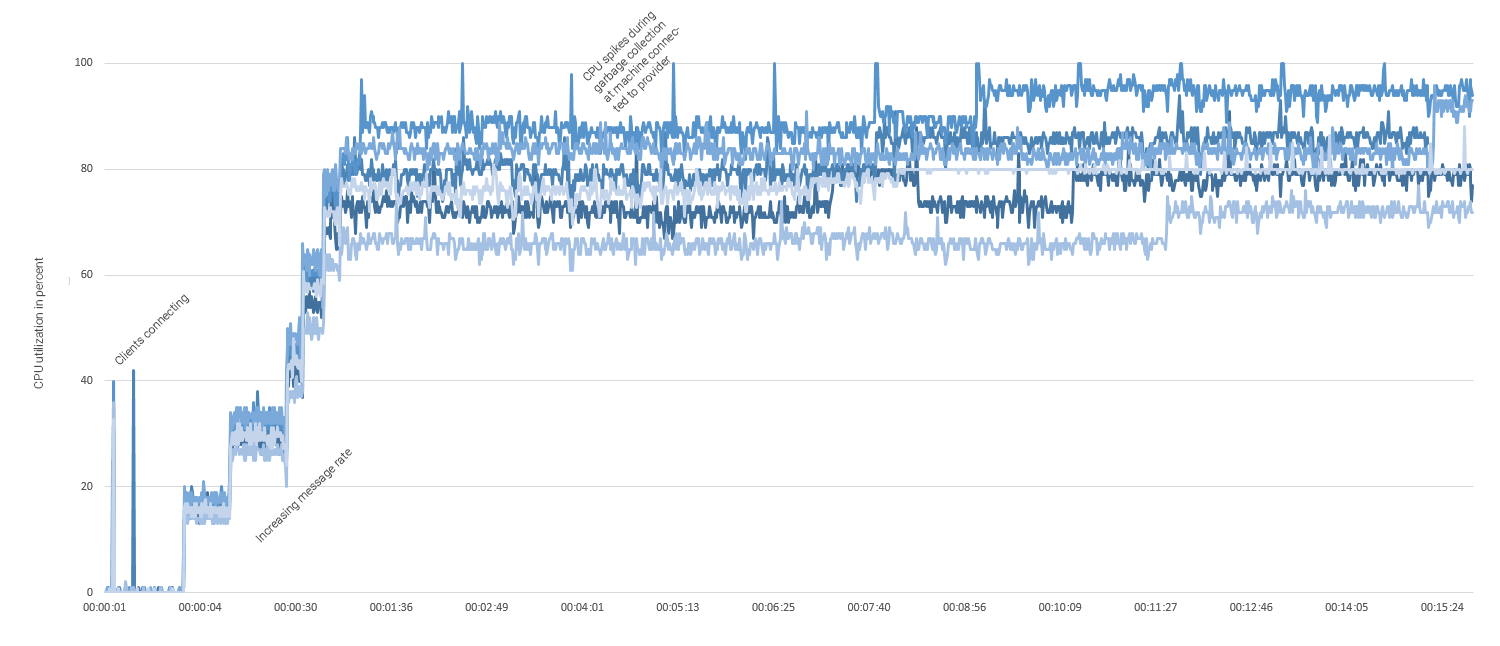 CPU spikes during
garbage collection
at machine connec-
ted to provider
100
80
60
40
20
0
CPU utilization in percent
Clients connecting
Increasing message rate
00:00:01 00:00:04 00:00:30 00:01:36 00:02:49 00:04:01 00:05:13 00:06:25 00:07:40 00:08:56 00:10:09 00:11:27 00:12:46 00:14:05 00:15:24